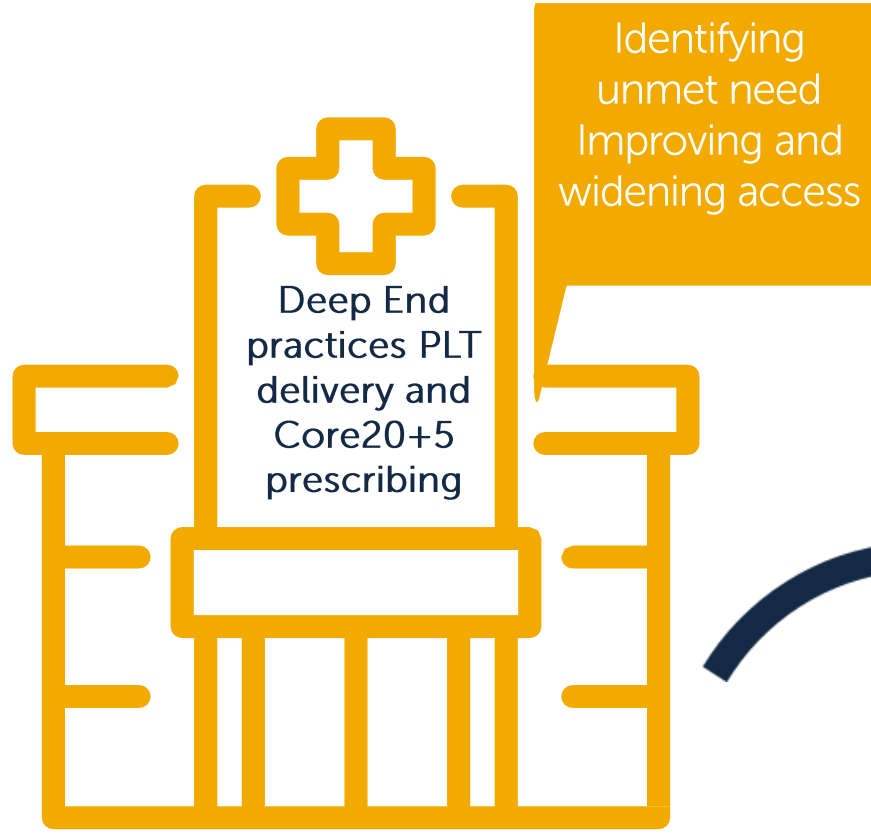 Identifying
unmet need
Improving and
widening access
Deep End
practices PLT
delivery and
Core20+5
prescribing